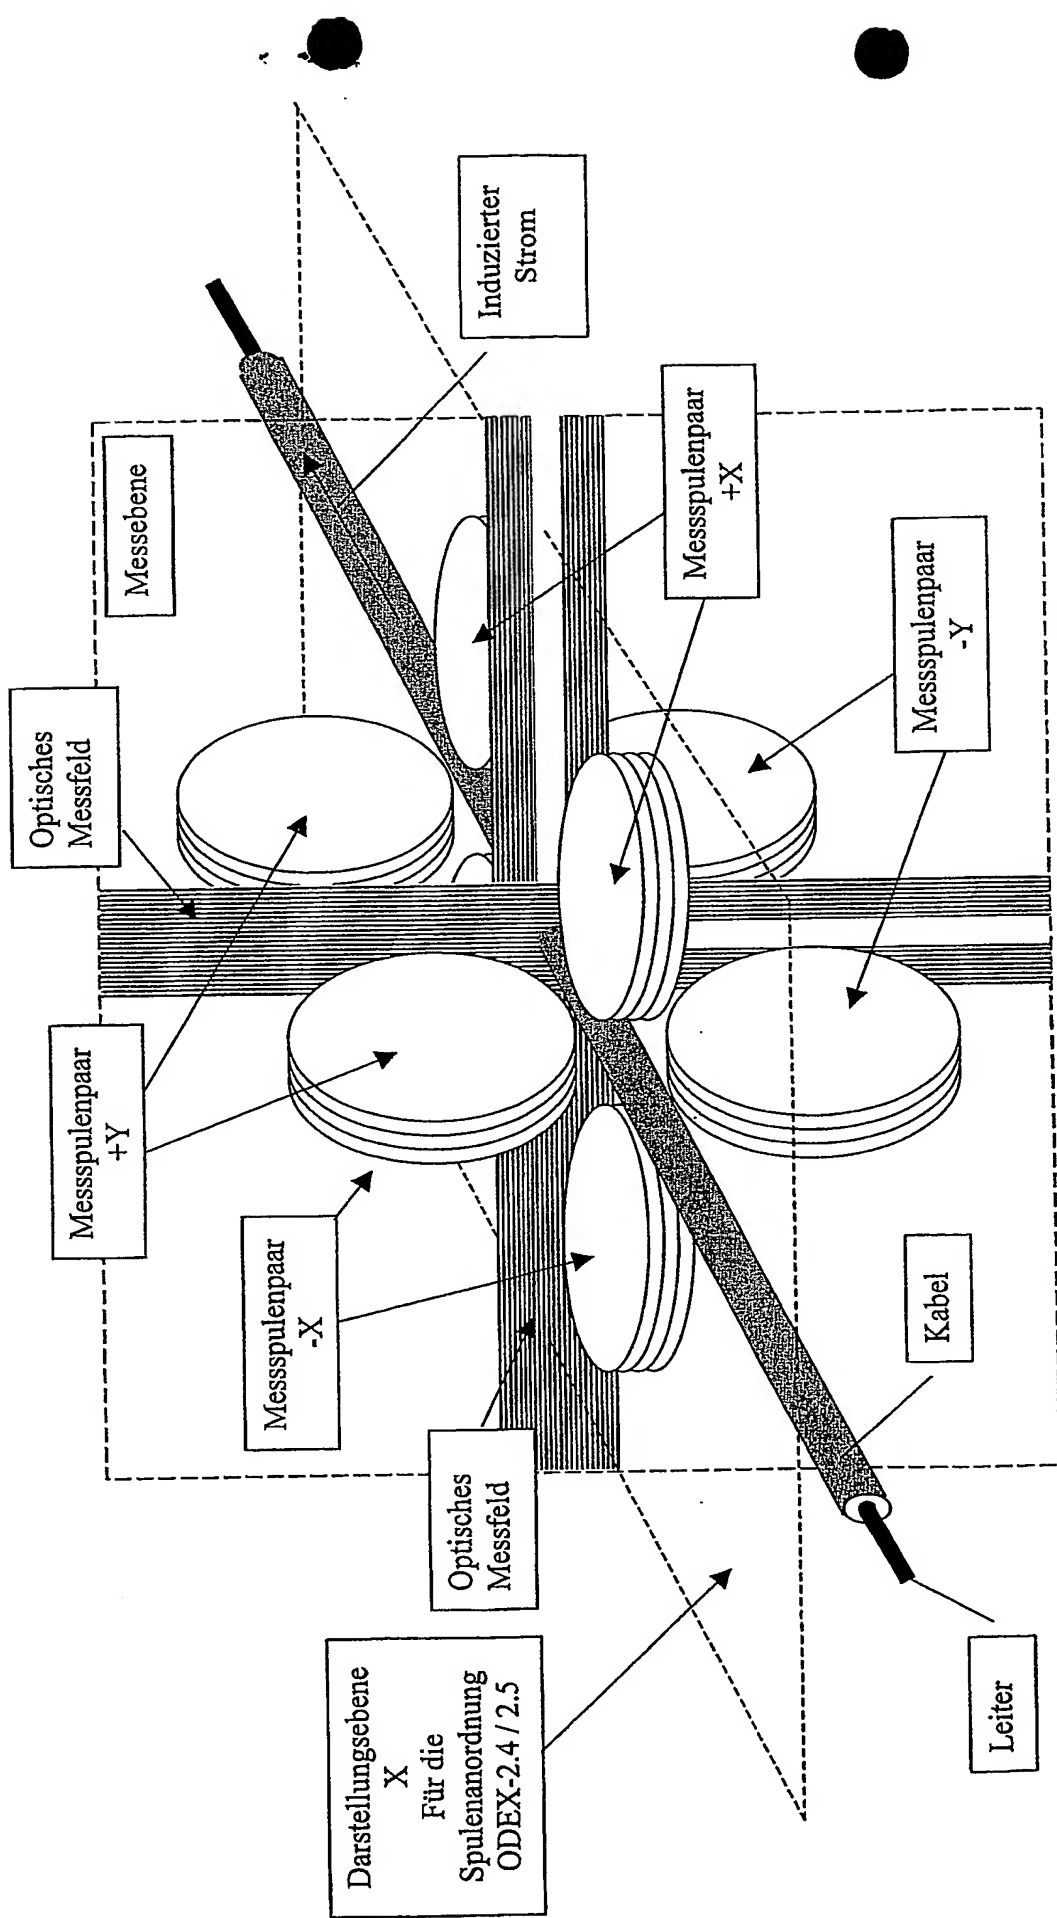 Optisches
Messfeld
Messebene
Messspulenpaar
+Y
Induzierter
Strom
Messspulenpaar
-X
Messspulenpaar
+X
Optisches
Messfeld
Messspulenpaar
-Y
Darstellungsebene
X
Für die
Spulenanordnung
ODEX-2.4 / 2.5
Kabel
Leiter